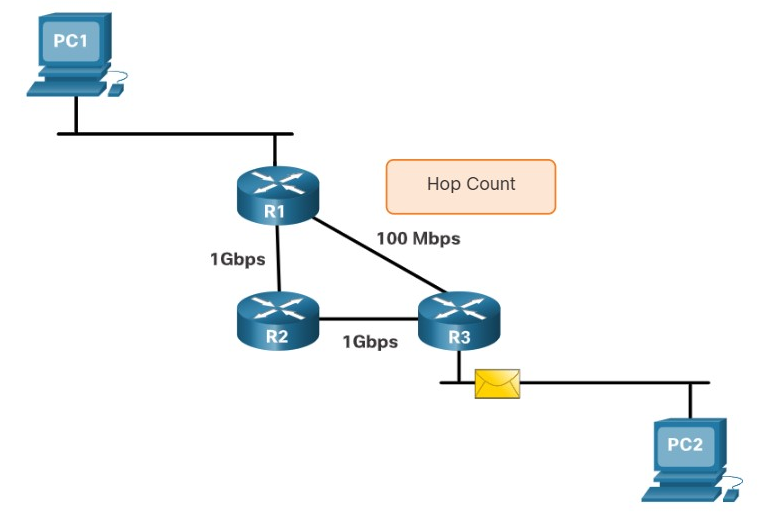 PC1
Hop Count
R1
100 Mbps
1Gbps
R2
R3
1Gbps
PC2